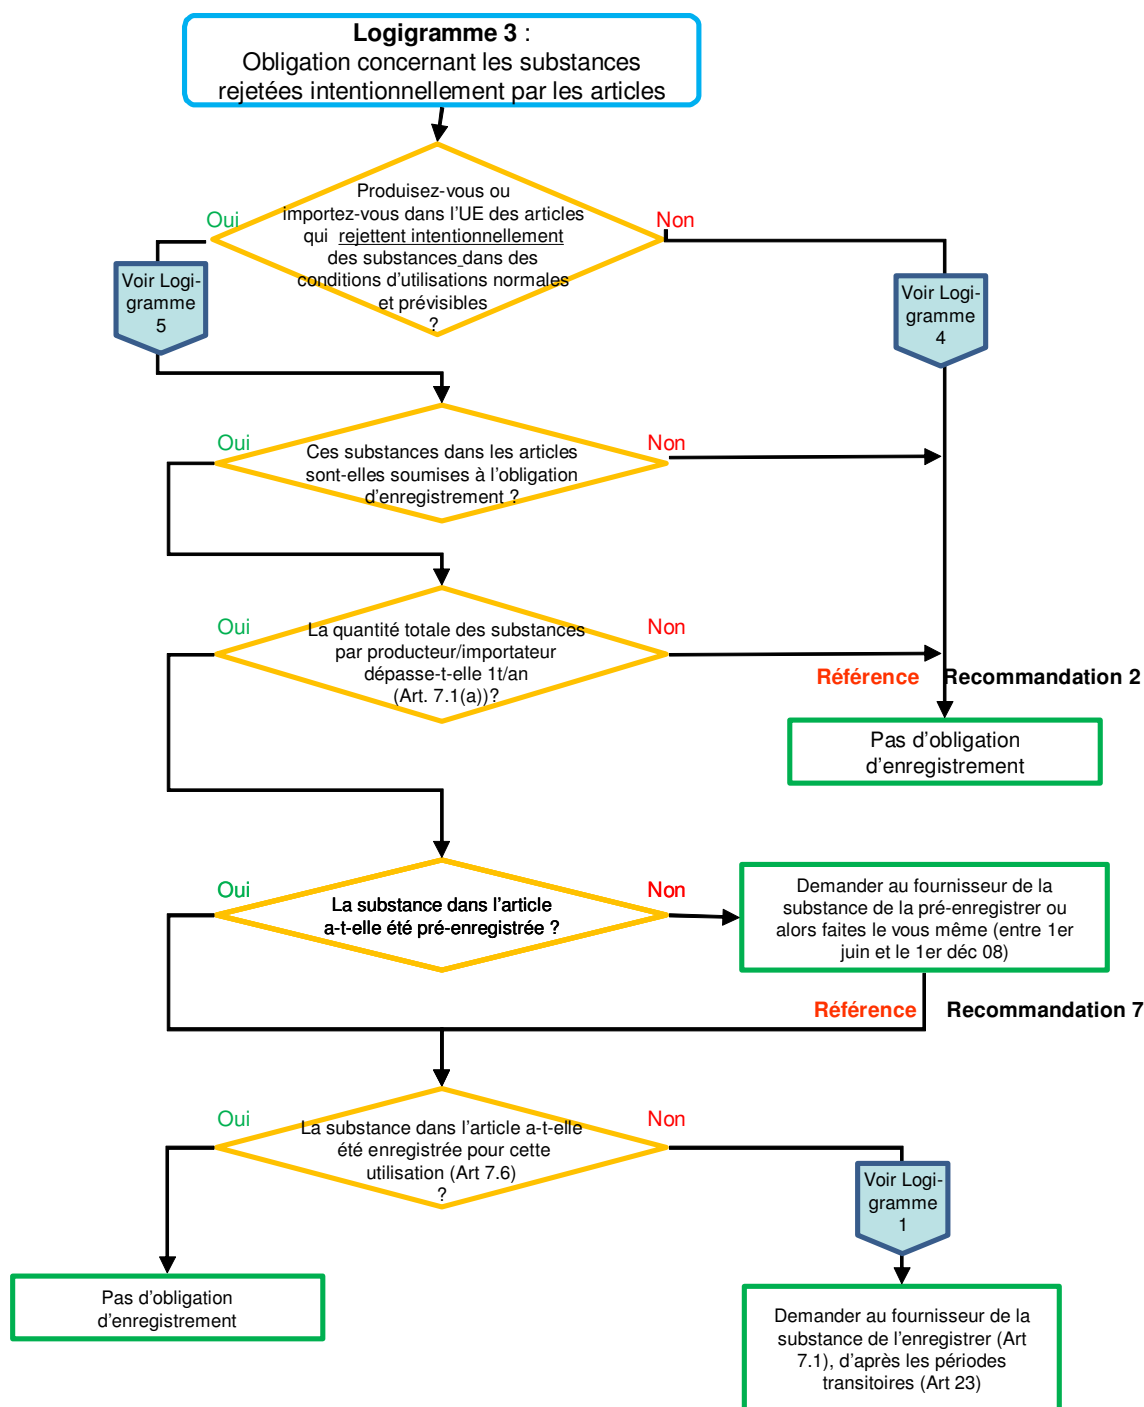 Logigramme 3 :
Obligation concernant les substances
rejetées intentionnellement par les articles
Produisez-vous ou
importez-vous dans l'UE des articles
qui rejettent intentionnellement
des substances dans des
conditions d'utilisations normales
et prévisibles
?
Oui
Non
Voir Logi-
gramme
5
Voir Logi-
gramme
4
Oui
Non
Ces substances dans les articles
sont-elles soumises à l'obligation
d'enregistrement ?
Oui
Non
La quantité totale des substances
par producteur/importateur
dépasse-t-elle 1t/an
(Art. 7.1(a))?
Référence Recommandation 2
Pas d'obligation
d'enregistrement
Oui
Non
La substance dans l'article
a-t-elle été pré-enregistrée ?
Demander au fournisseur de la
substance de la pré-enregistrer ou
alors faites le vous même (entre 1er
juin et le 1er déc 08)
Référence Recommandation 7
Oui
Non
La substance dans l'article a-t-elle
été enregistrée pour cette
utilisation (Art 7.6)
?
Voir Logi-
gramme
1
Pas d'obligation
d'enregistrement
Demander au fournisseur de la
substance de l'enregistrer (Art
7.1), d'après les périodes
transitoires (Art 23)